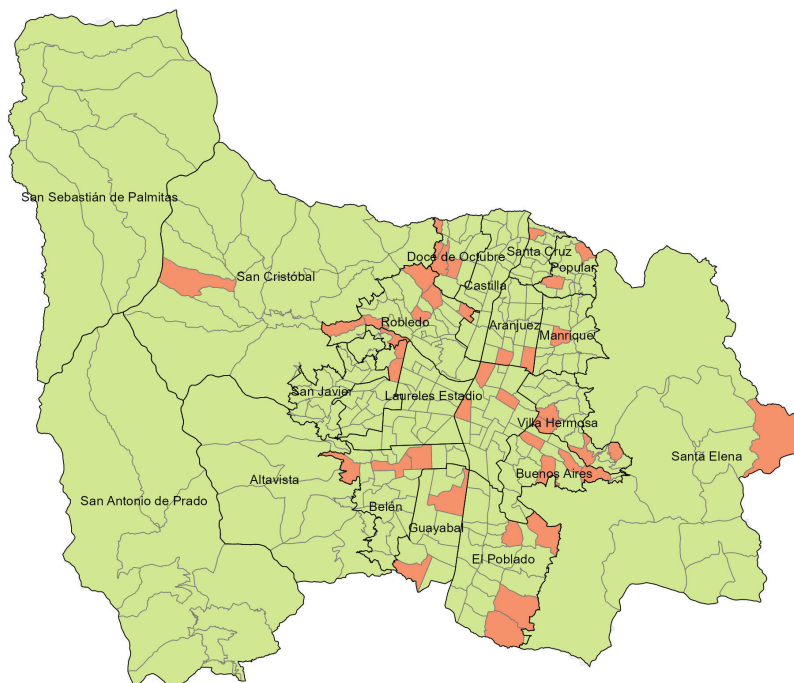 San Sebastián de Palmitas
San Cristóbal
Doce de Octubre
Santa Cruz
Popular
Castilla
Robledo
Aranjuez
Manrique
San Javier
Laureles Estadio
Villa Hermosa
Santa Elena
Buenos Aires
Altavista
San Antonio de Prado
Belén
Guayabal
El Poblado